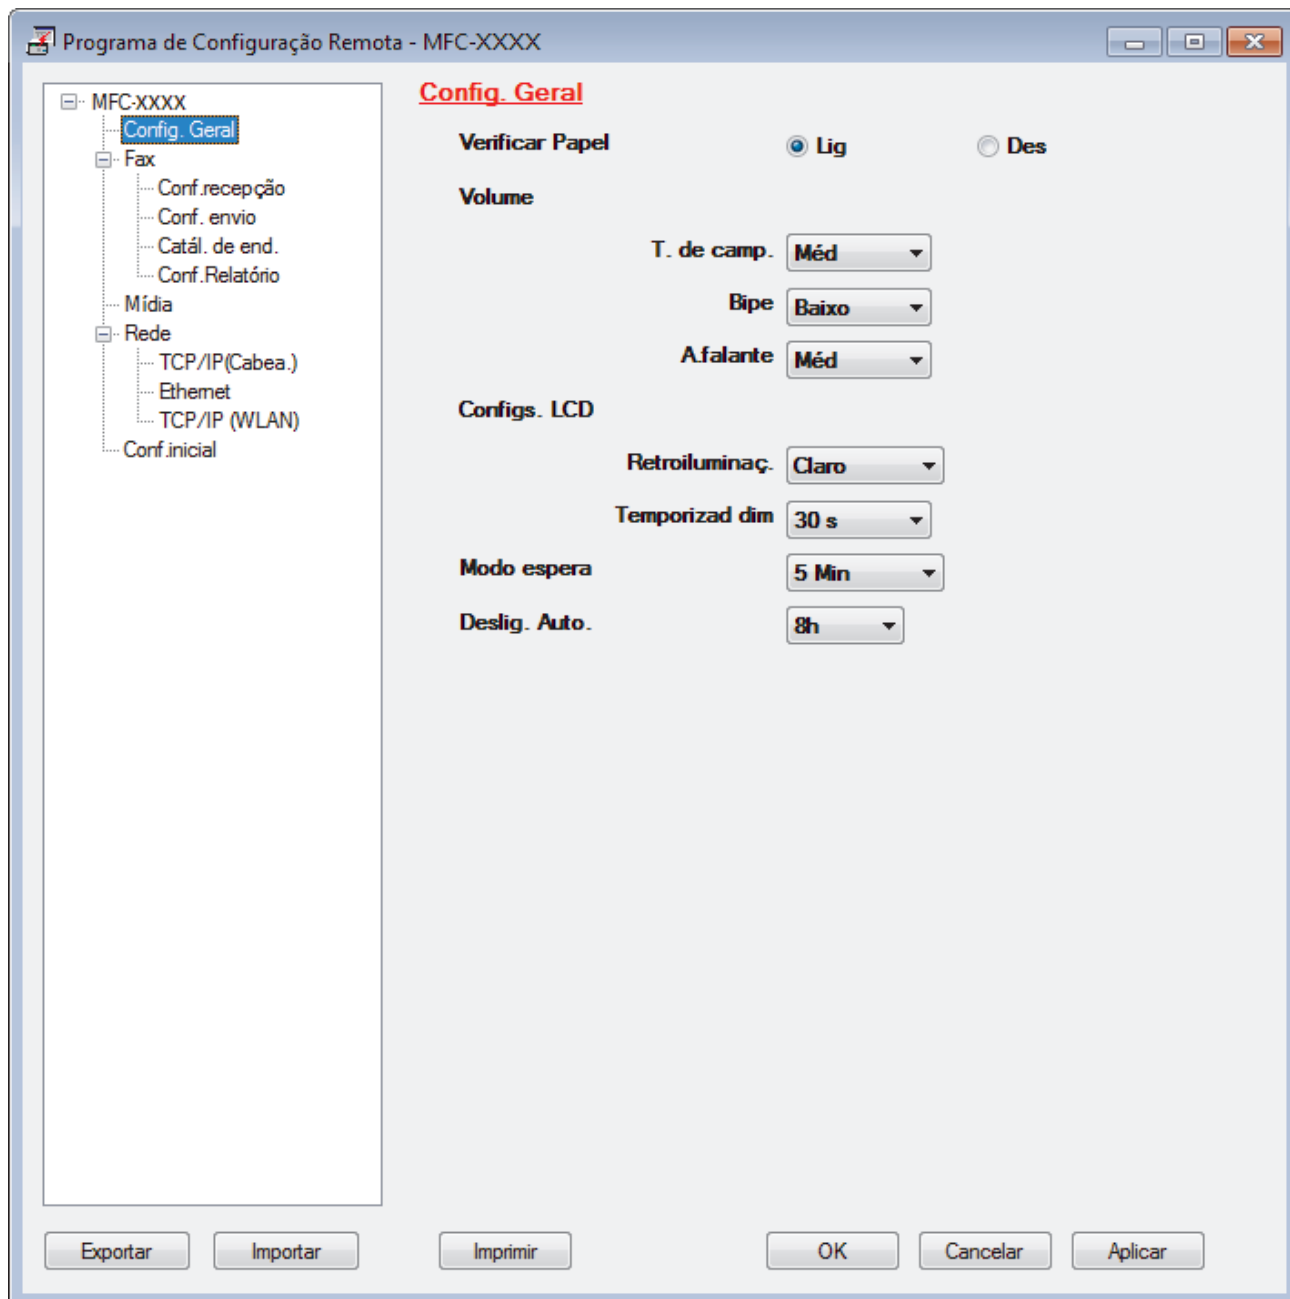 Programa de Configuração Remota - MFC-XXXX
MFC-XXXX
Config. Geral
Fax
Conf.recepção
Conf. envio
Catál. de end.
Conf.Relatório
Mídia
Rede
TCP/IP(Cabea.)
Ethernet
TCP/IP (WLAN)
Conf.inicial
Config. Geral
Verificar Papel Lig Des
Volume
T. de camp. Méd
Bipe Baixo
A.falante Méd
Configs. LCD
Retroiluminaç. Claro
Temporizad dim 30 s
Modo espera 5 Min
Deslig. Auto. 8h
Exportar Importar Imprimir OK Cancelar Aplicar